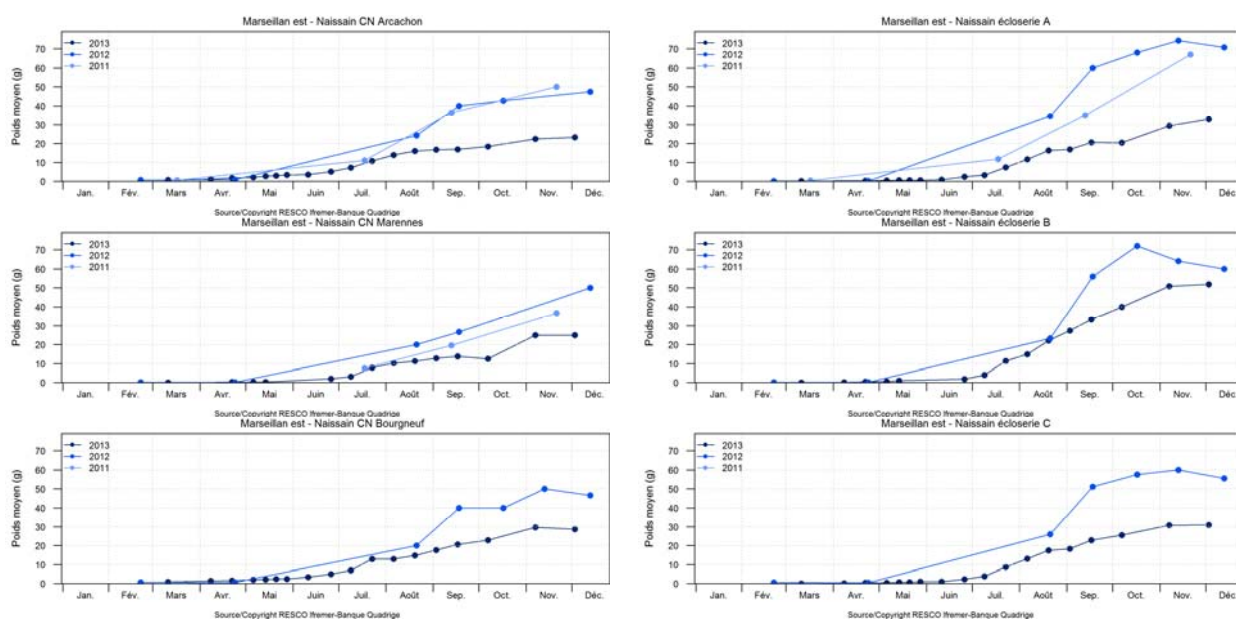 Marseillan est - Naissain CN Arcachon
Poids moyen (g)
70
60
50
40
30
20
10
0
2013
2012
2011
Jan. Fév. Mars Avr. Mai Juin Juil. Août Sep. Oct. Nov. Déc.
Source/Copyright RESCO Ifremer-Banque Quadrige
Marseillan est - Naissain écloserie A
Poids moyen (g)
70
60
50
40
30
20
10
0
2013
2012
2011
Jan. Fév. Mars Avr. Mai Juin Juil. Août Sep. Oct. Nov. Déc.
Source/Copyright RESCO Ifremer-Banque Quadrige
Marseillan est - Naissain CN Marennes
Poids moyen (g)
70
60
50
40
30
20
10
0
2013
2012
2011
Jan. Fév. Mars Avr. Mai Juin Juil. Août Sep. Oct. Nov. Déc.
Source/Copyright RESCO Ifremer-Banque Quadrige
Marseillan est - Naissain écloserie B
Poids moyen (g)
70
60
50
40
30
20
10
0
2013
2012
2011
Jan. Fév. Mars Avr. Mai Juin Juil. Août Sep. Oct. Nov. Déc.
Source/Copyright RESCO Ifremer-Banque Quadrige
Marseillan est - Naissain CN Bourgneuf
Poids moyen (g)
70
60
50
40
30
20
10
0
2013
2012
2011
Jan. Fév. Mars Avr. Mai Juin Juil. Août Sep. Oct. Nov. Déc.
Source/Copyright RESCO Ifremer-Banque Quadrige
Marseillan est - Naissain écloserie C
Poids moyen (g)
70
60
50
40
30
20
10
0
2013
2012
2011
Jan. Fév. Mars Avr. Mai Juin Juil. Août Sep. Oct. Nov. Déc.
Source/Copyright RESCO Ifremer-Banque Quadrige